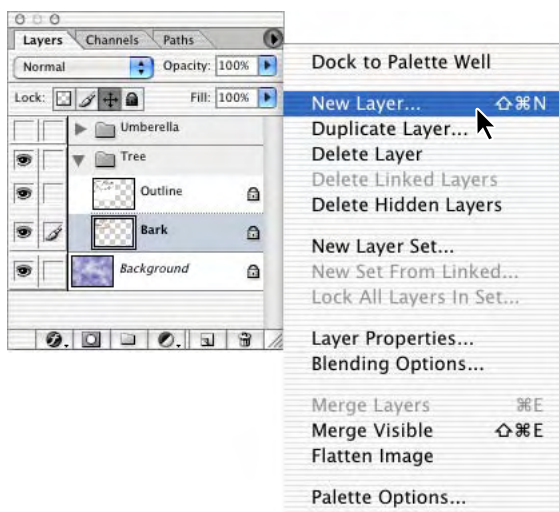 Layers Channels Paths
Normal Opacity: 100%
Lock: Fill: 100%
Umberella
Tree
Outline
Bark
Background
Dock to Palette Well
New Layer... ⇧⌘N
Duplicate Layer...
Delete Layer
Delete Linked Layers
Delete Hidden Layers
New Layer Set...
New Set From Linked...
Lock All Layers In Set...
Layer Properties...
Blending Options...
Merge Layers ⌘E
Merge Visible ⇧⌘E
Flatten Image
Palette Options...